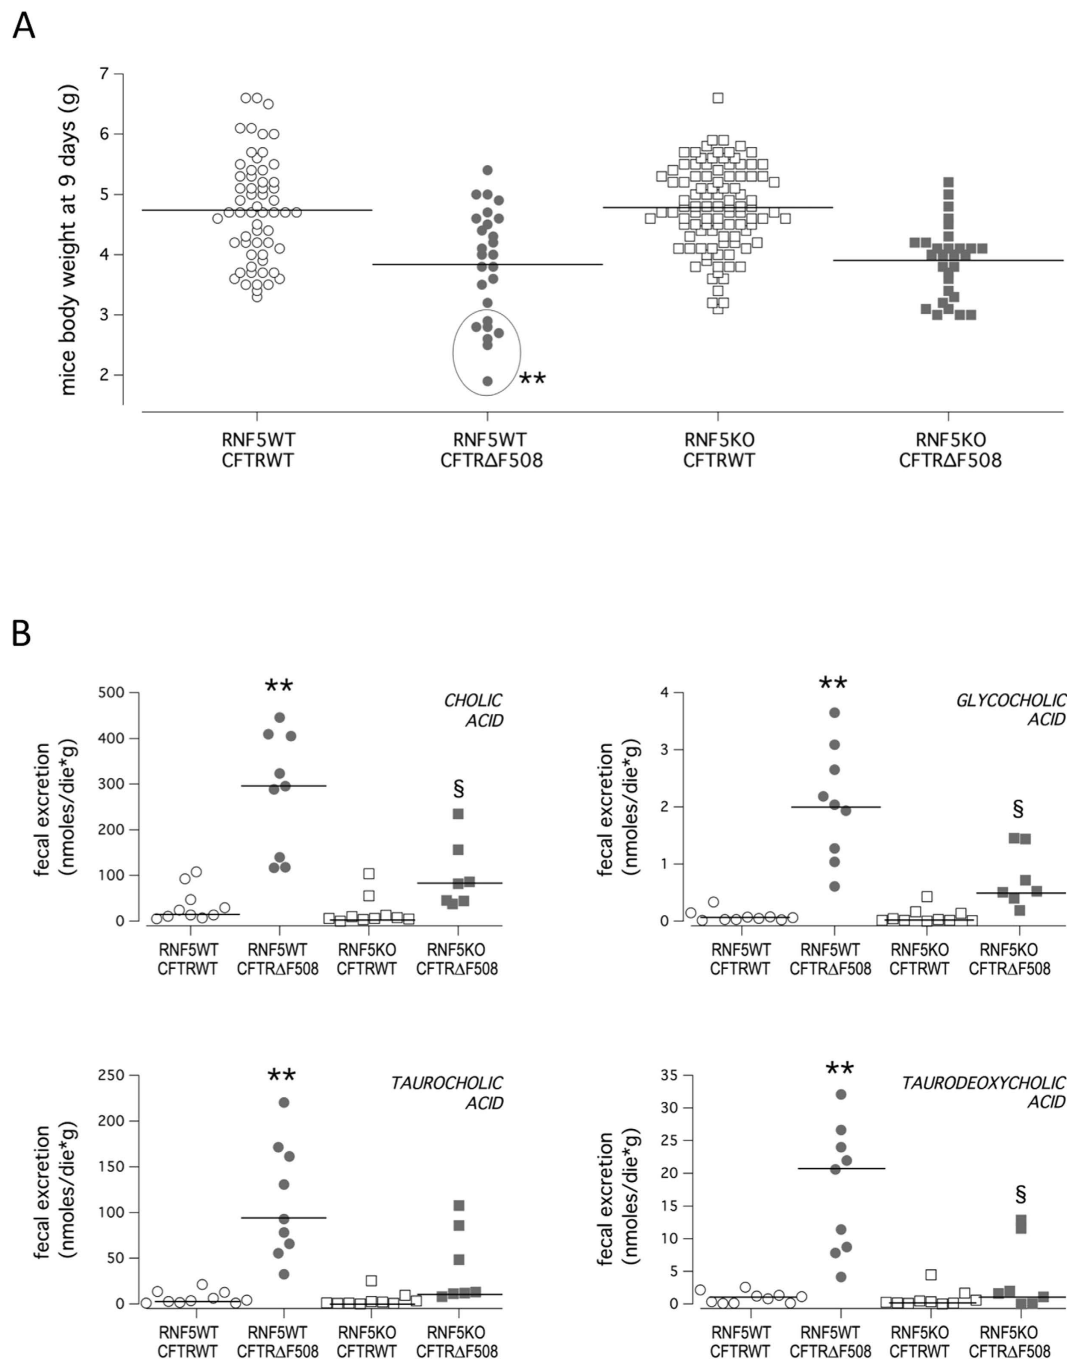 A
mice body weight at 9 days (g)
7
6
5
4
3
2
**
RNF5WT
CFTRWT
RNF5WT
CFTRΔF508
RNF5KO
CFTRWT
RNF5KO
CFTRΔF508
B
fecal excretion
(nmoles/die*g)
500
400
300
200
100
0
**
CHOLIC
ACID
§
RNF5WT
CFTRWT
RNF5WT
CFTRΔF508
RNF5KO
CFTRWT
RNF5KO
CFTRΔF508
fecal excretion
(nmoles/die*g)
4
3
2
1
0
**
GLYCOCHOLIC
ACID
§
RNF5WT
CFTRWT
RNF5WT
CFTRΔF508
RNF5KO
CFTRWT
RNF5KO
CFTRΔF508
fecal excretion
(nmoles/die*g)
250
200
150
100
50
0
**
TAUROCHOLIC
ACID
RNF5WT
CFTRWT
RNF5WT
CFTRΔF508
RNF5KO
CFTRWT
RNF5KO
CFTRΔF508
fecal excretion
(nmoles/die*g)
35
30
25
20
15
10
5
0
**
TAURODEOXYCHOLIC
ACID
§
RNF5WT
CFTRWT
RNF5WT
CFTRΔF508
RNF5KO
CFTRWT
RNF5KO
CFTRΔF508